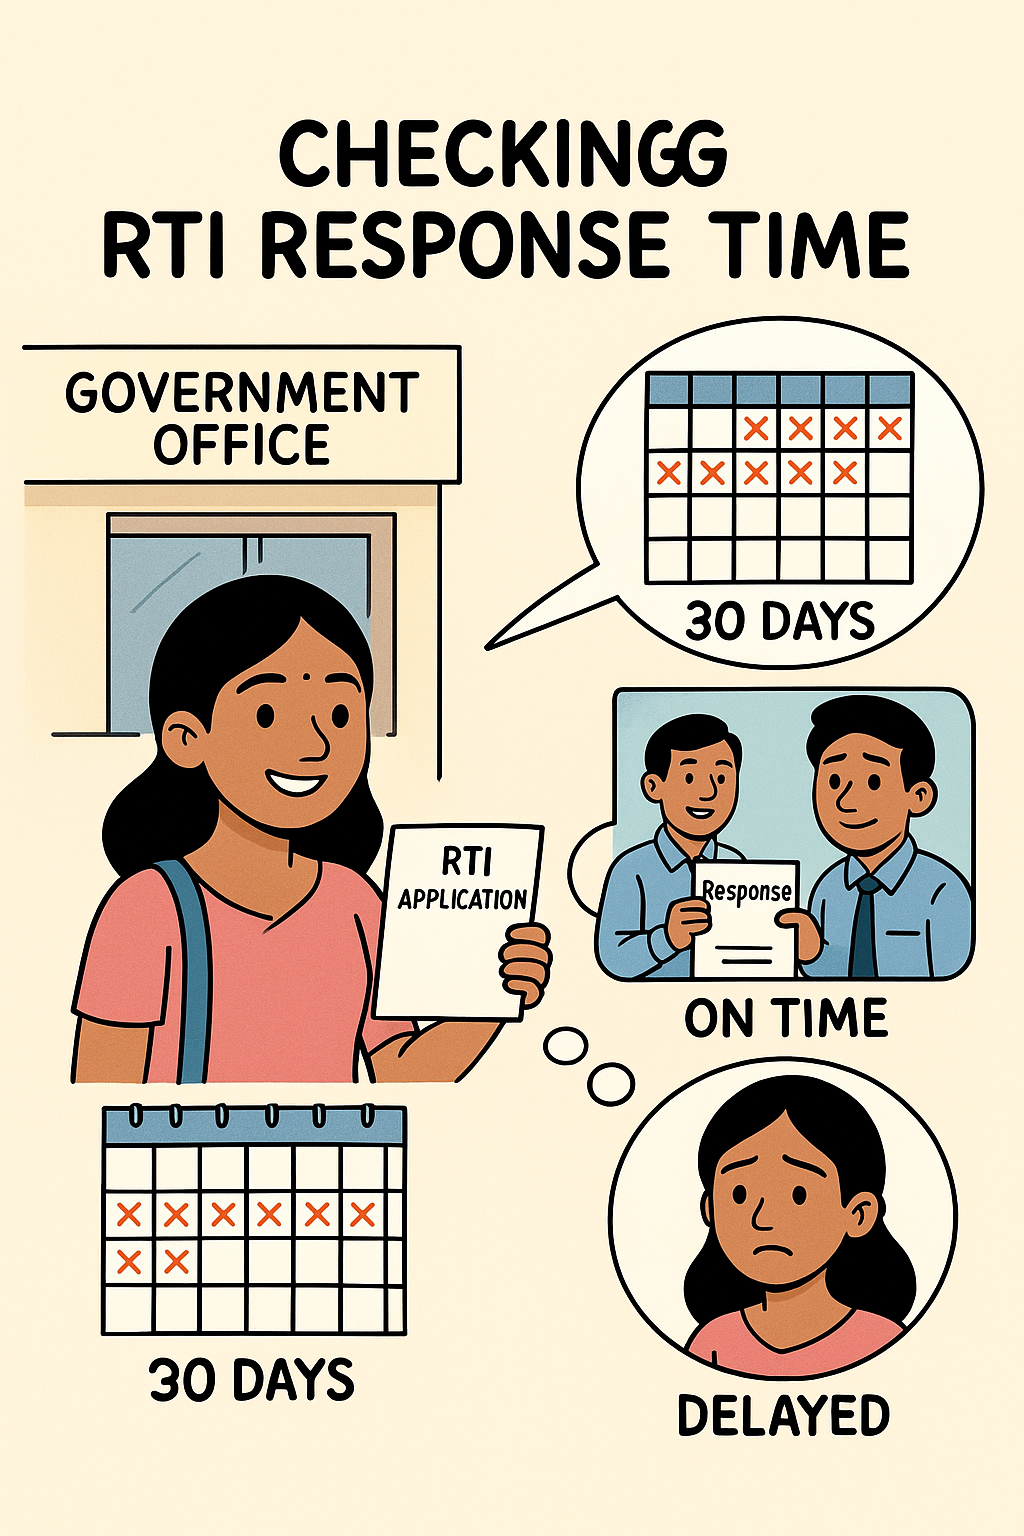 CHECKINGG
RTI RESPONSE TIME
GOVERNMENT
OFFICE
30 DAYS
RTI
APPLICATION
Response
ON TIME
30 DAYS
DELAYED